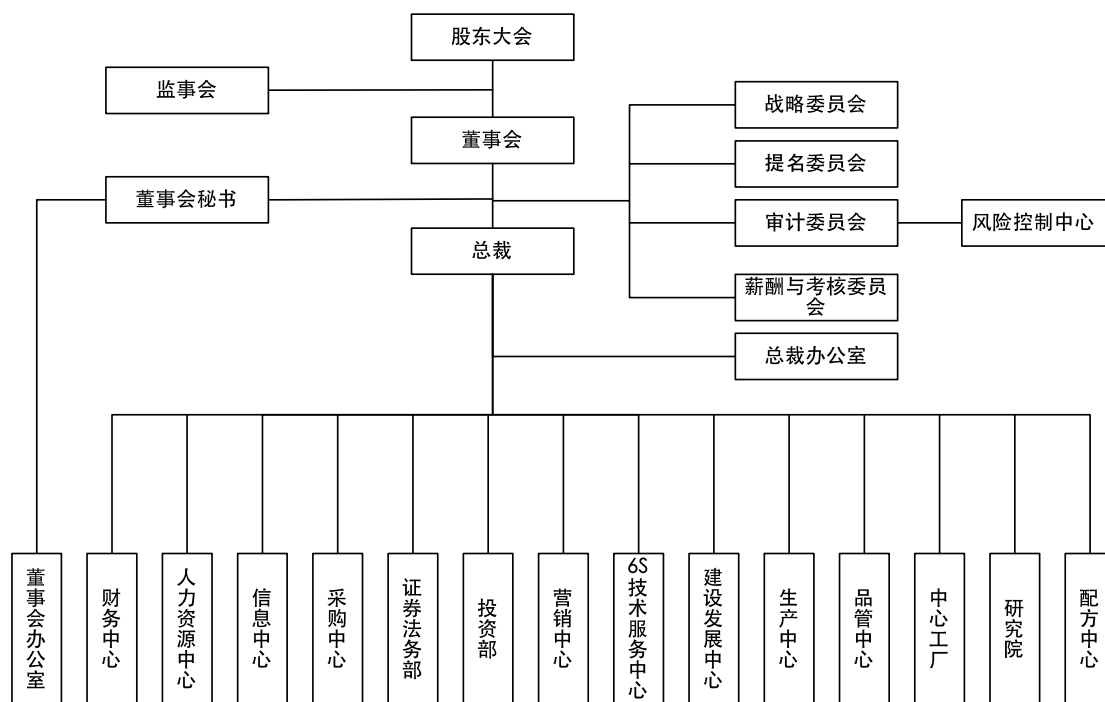 股东大会
监事会
战略委员会
董事会
提名委员会
董事会秘书
审计委员会
风险控制中心
总裁
薪酬与考核委员
会
总裁办公室
董事会办公室
财务中心
人力资源中心
信息中心
采购中心
证券法务部
投资部
营销中心
6S技术服务中心
建设发展中心
生产中心
品管中心
中心工厂
研究院
配方中心